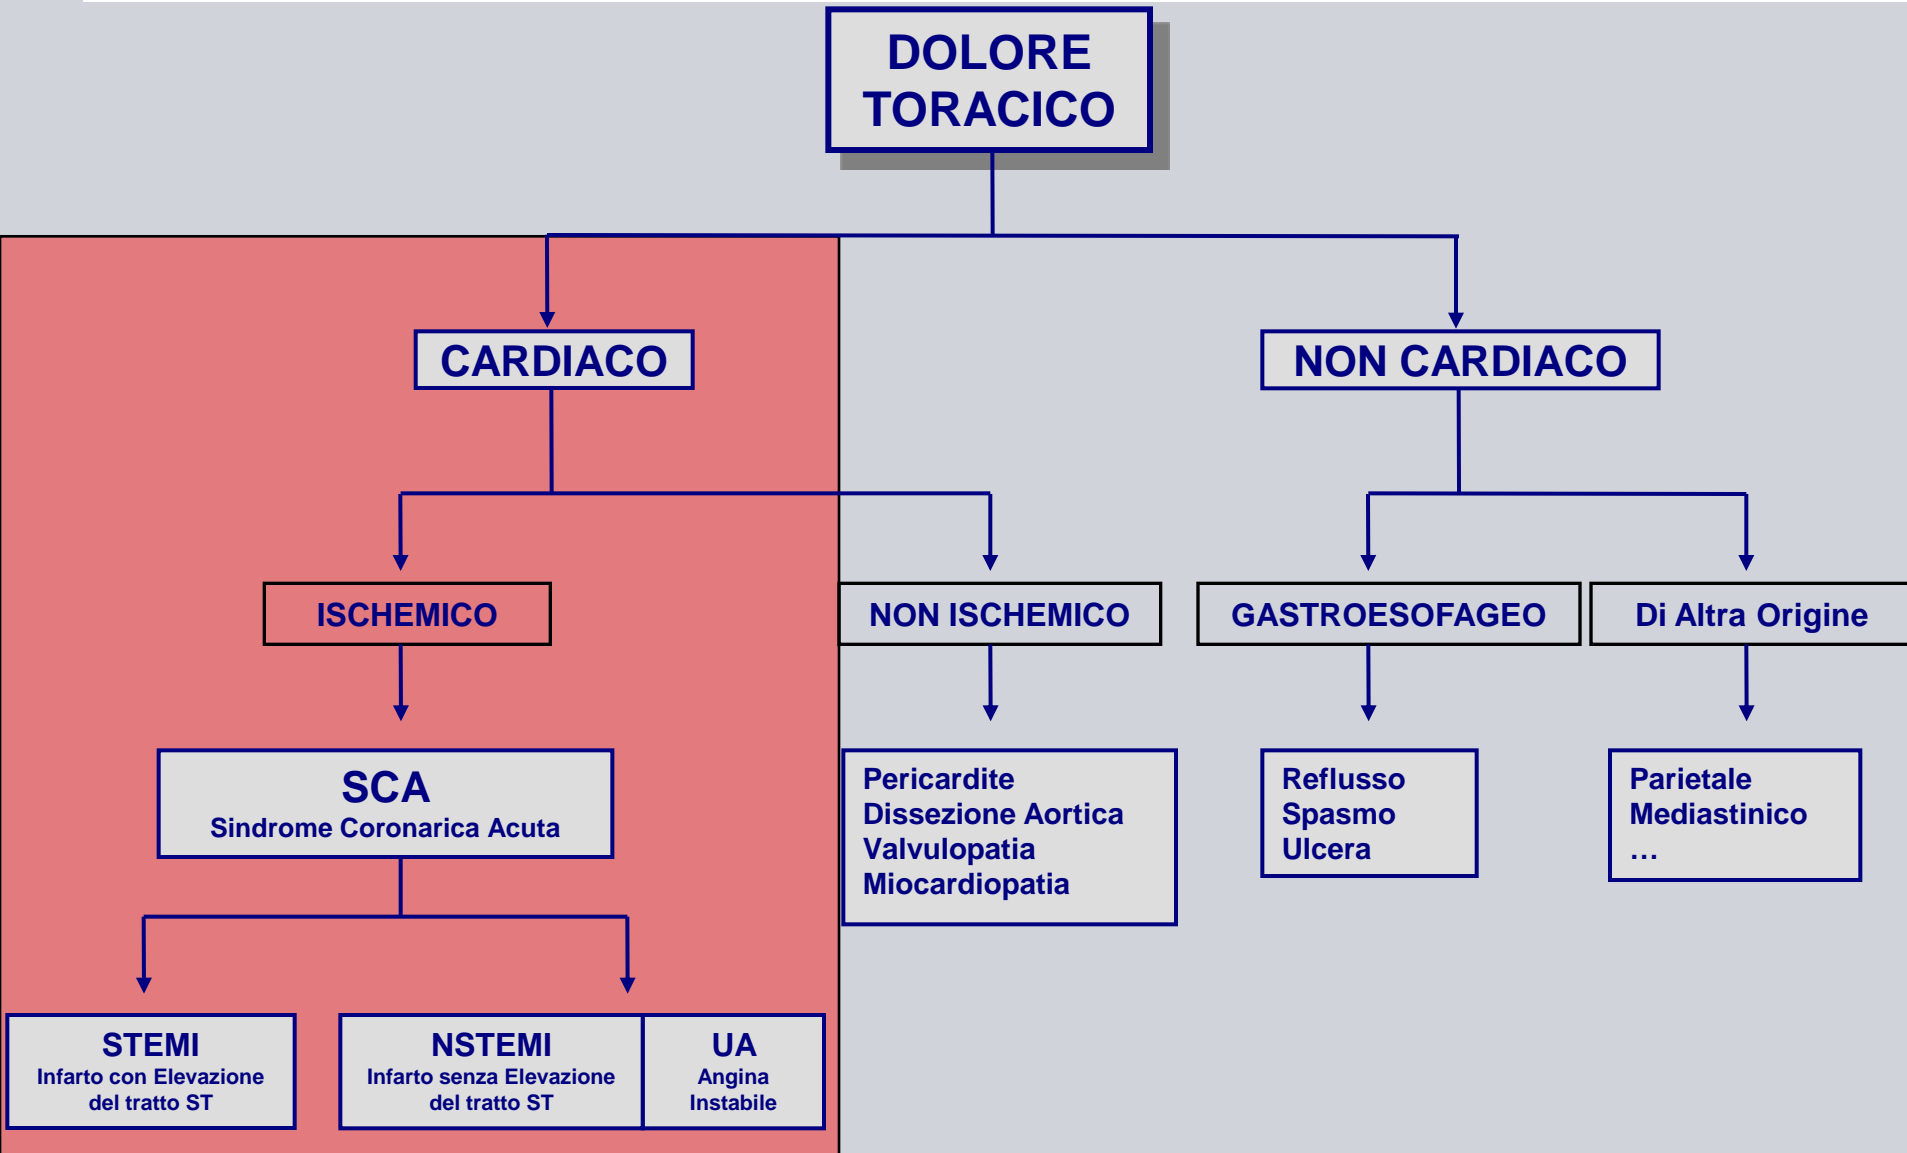 DOLORE
TORACICO
CARDIACO
NON CARDIACO
ISCHEMICO
NON ISCHEMICO
GASTROESOFAGEO
Di Altra Origine
SCA
Sindrome Coronarica Acuta
Pericardite
Dissezione Aortica
Valvulopatia
Miocardiopatia
Reflusso
Spasmo
Ulcera
Parietale
Mediastinico
…
STEMI
Infarto con Elevazione
del tratto ST
NSTEMI
Infarto senza Elevazione
del tratto ST
UA
Angina
Instabile